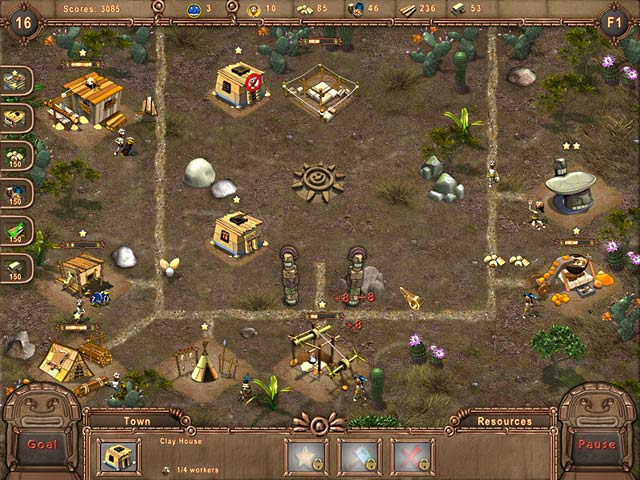 16
Scores: 3085
3
10
85
46
236
53
F1
150
150
150
150
+8 +8
+8
Town
Resources
Goal
Clay House
1/4 workers
Pause